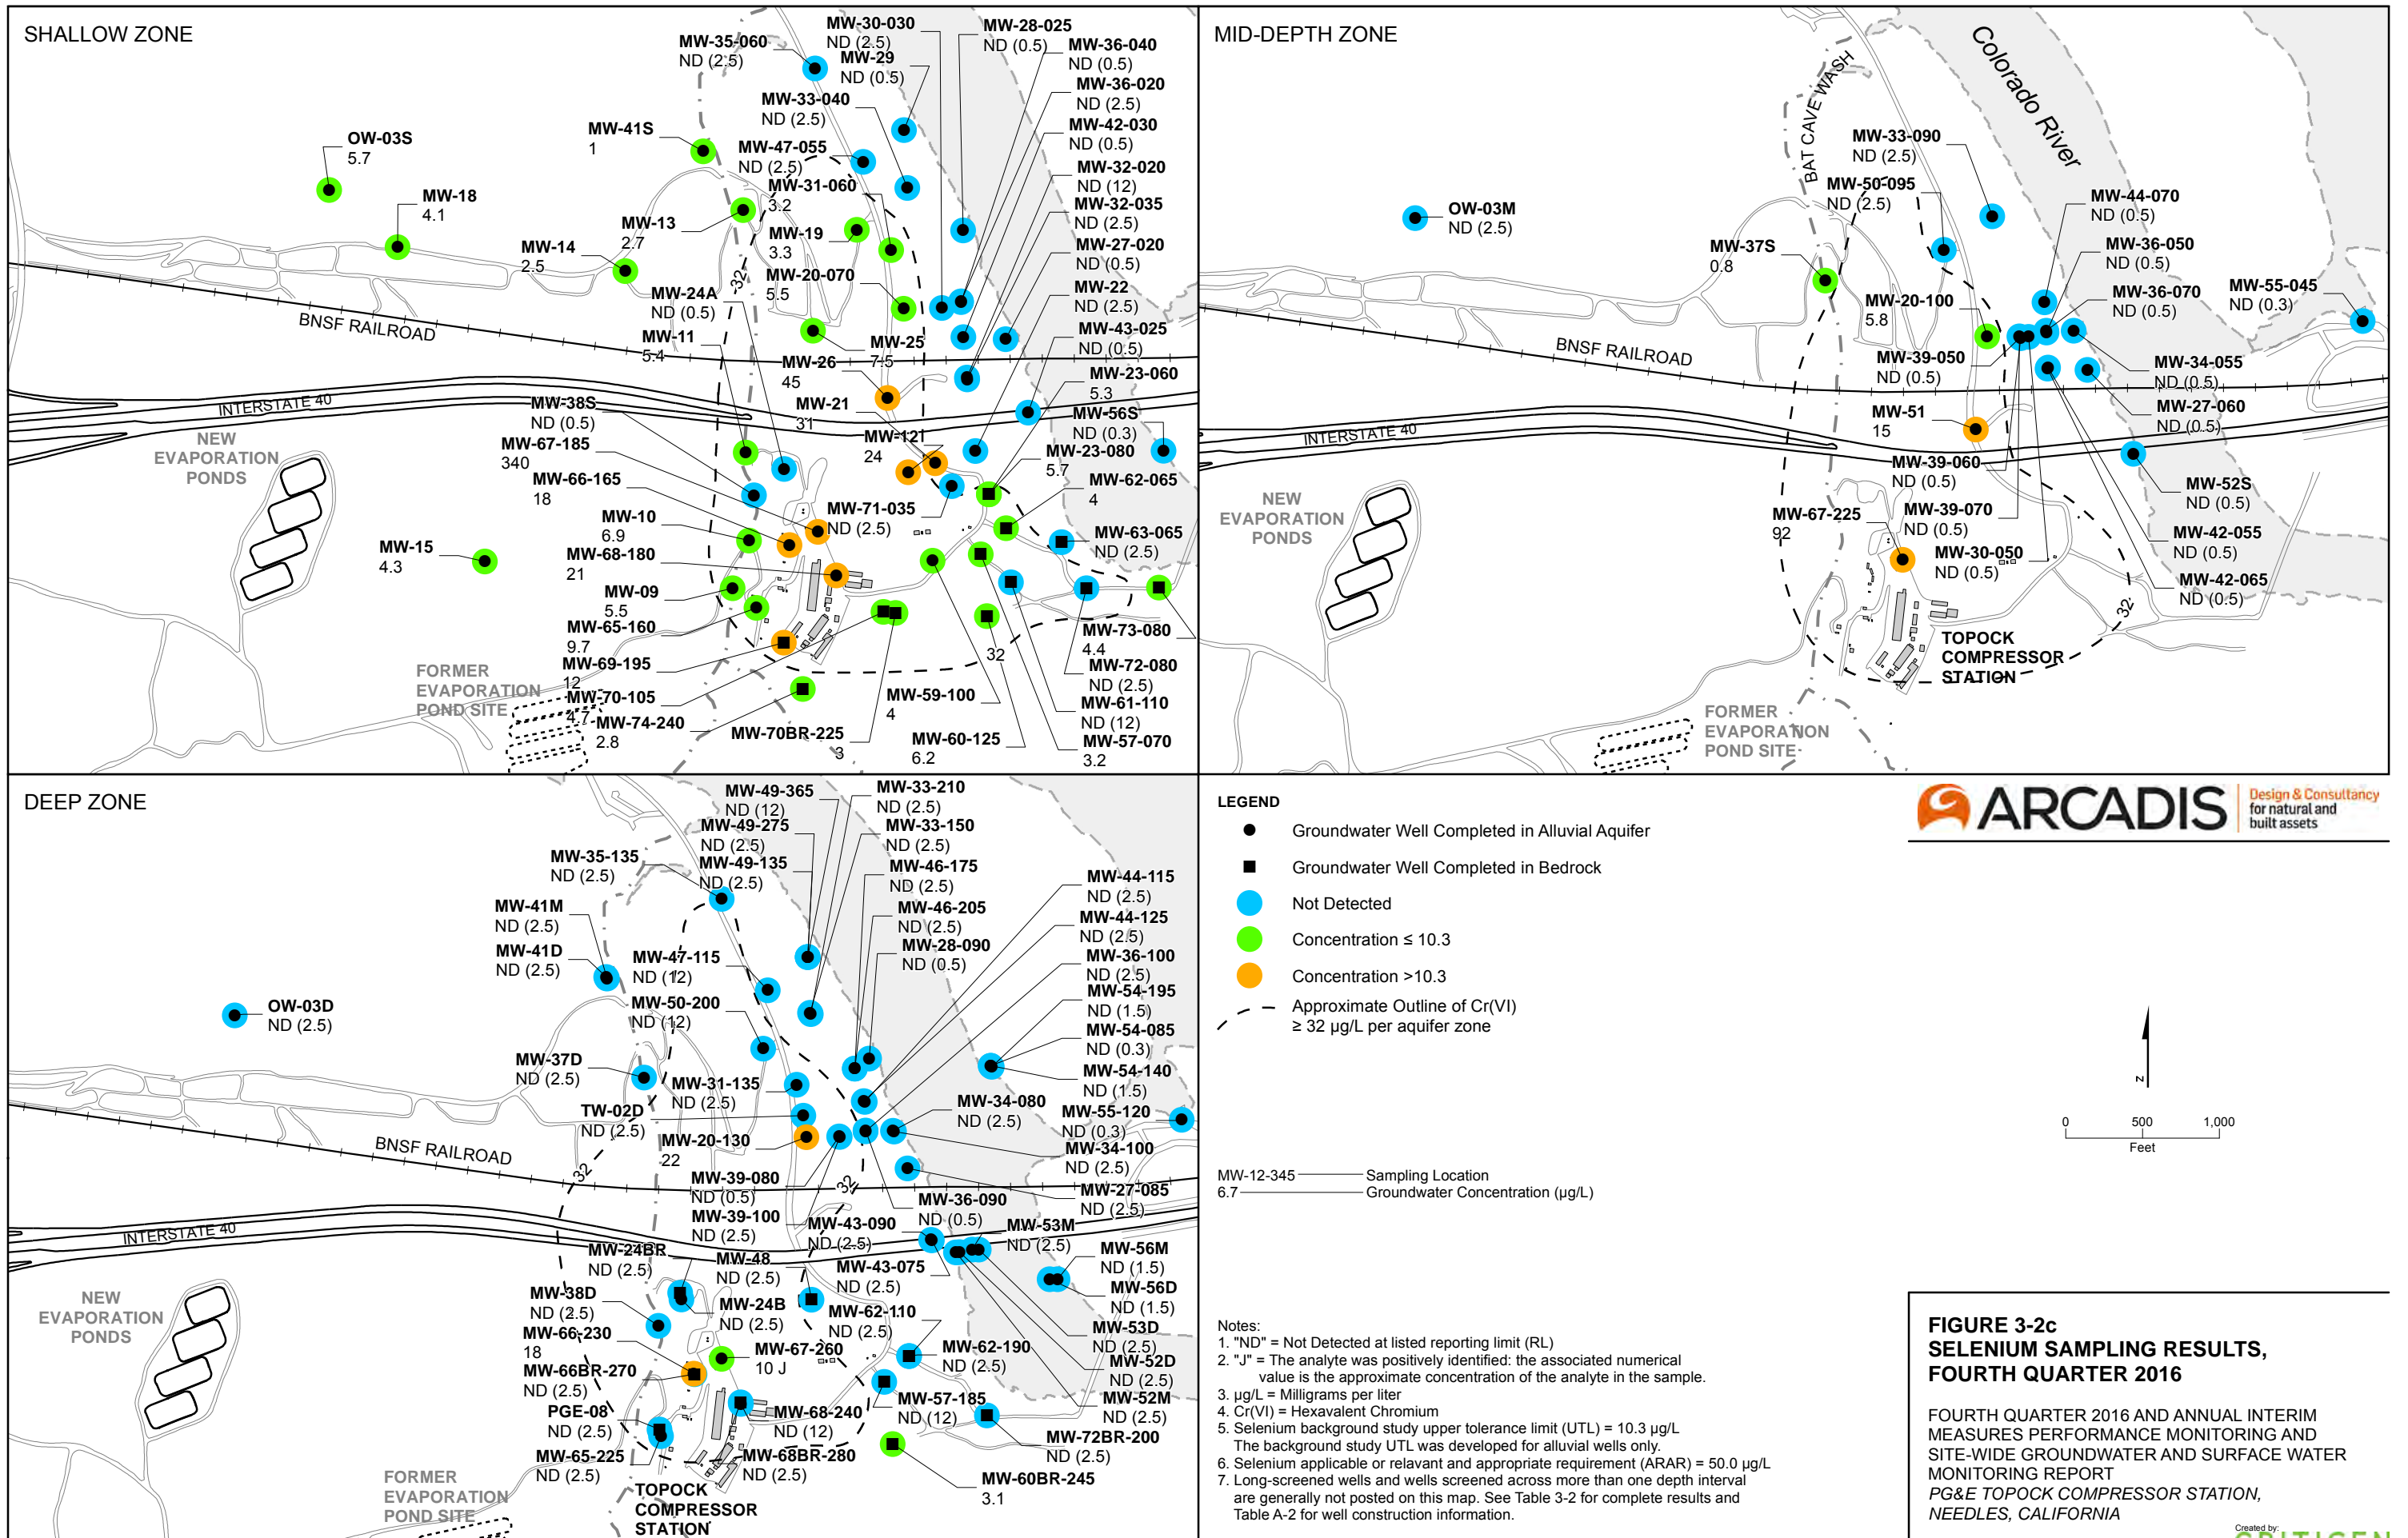 SHALLOW ZONE
MW-30-030
ND (2.5)
MW-28-025
ND (0.5)
MW-35-060
ND (2.5)
MW-29
ND (0.5)
MW-36-040
ND (0.5)
MW-36-020
ND (2.5)
MW-33-040
ND (2.5)
MW-42-030
ND (0.5)
OW-03S
5.7
MW-41S
1
MW-47-055
ND (2.5)
MW-32-020
ND (12)
MW-31-060
3.2
MW-18
4.1
MW-32-035
ND (2.5)
MW-13
2.7
MW-19
3.3
MW-14
2.5
MW-27-020
ND (0.5)
32
MW-20-070
5.5
MW-24A
ND (0.5)
MW-22
ND (2.5)
BNSF RAILROAD
MW-11
5.4
MW-25
7.5
MW-43-025
ND (0.5)
MW-26
45
MW-23-060
5.3
INTERSTATE 40
MW-38S
ND (0.5)
MW-21
31
MW-56S
ND (0.3)
NEW
EVAPORATION
PONDS
MW-67-185
340
MW-12
24
MW-23-080
5.7
MW-66-165
18
MW-62-065
4
MW-10
6.9
MW-71-035
ND (2.5)
MW-63-065
ND (2.5)
MW-15
4.3
MW-68-180
21
MW-09
5.5
MW-65-160
9.7
MW-73-080
4.4
32
MW-69-195
12
MW-72-080
ND (2.5)
FORMER
EVAPORATION
POND SITE
MW-70-105
4.7
MW-59-100
4
MW-61-110
ND (12)
MW-74-240
2.8
MW-70BR-225
3
MW-60-125
6.2
MW-57-070
3.2
MID-DEPTH ZONE
Colorado River
BAT CAVE WASH
MW-33-090
ND (2.5)
MW-50-095
ND (2.5)
MW-44-070
ND (0.5)
OW-03M
ND (2.5)
MW-37S
0.8
MW-36-050
ND (0.5)
MW-55-045
ND (0.3)
MW-20-100
5.8
MW-36-070
ND (0.5)
BNSF RAILROAD
MW-39-050
ND (0.5)
MW-34-055
ND (0.5)
MW-51
15
MW-27-060
ND (0.5)
INTERSTATE 40
MW-39-060
ND (0.5)
MW-52S
ND (0.5)
NEW
EVAPORATION
PONDS
MW-67-225
92
MW-39-070
ND (0.5)
MW-42-055
ND (0.5)
MW-30-050
ND (0.5)
MW-42-065
ND (0.5)
32
TOPOCK
COMPRESSOR
STATION
FORMER
EVAPORATION
POND SITE
DEEP ZONE
MW-49-365
ND (12)
MW-33-210
ND (2.5)
MW-49-275
ND (2.5)
MW-33-150
ND (2.5)
MW-35-135
ND (2.5)
MW-49-135
ND (2.5)
MW-46-175
ND (2.5)
MW-44-115
ND (2.5)
MW-41M
ND (2.5)
MW-46-205
ND (2.5)
MW-44-125
ND (2.5)
MW-41D
ND (2.5)
MW-47-115
ND (12)
MW-28-090
ND (0.5)
MW-36-100
ND (2.5)
OW-03D
ND (2.5)
MW-50-200
ND (12)
MW-54-195
ND (1.5)
MW-54-085
ND (0.3)
MW-37D
ND (2.5)
MW-31-135
ND (2.5)
MW-54-140
ND (1.5)
TW-02D
ND (2.5)
MW-34-080
ND (2.5)
MW-55-120
ND (0.3)
MW-20-130
22
BNSF RAILROAD
MW-34-100
ND (2.5)
32
MW-39-080
ND (0.5)
32
MW-27-085
ND (2.5)
MW-36-090
ND (0.5)
MW-39-100
ND (2.5)
MW-43-090
ND (2.5)
MW-53M
ND (2.5)
INTERSTATE 40
MW-24BR
ND (2.5)
MW-48
ND (2.5)
MW-43-075
ND (2.5)
MW-56M
ND (1.5)
MW-56D
ND (1.5)
NEW
EVAPORATION
PONDS
MW-38D
ND (2.5)
MW-24B
ND (2.5)
MW-62-110
ND (2.5)
MW-53D
ND (2.5)
MW-66-230
18
MW-67-260
10 J
MW-62-190
ND (2.5)
MW-52D
ND (2.5)
MW-66BR-270
ND (2.5)
MW-57-185
ND (12)
MW-52M
ND (2.5)
PGE-08
ND (2.5)
MW-68-240
ND (12)
MW-72BR-200
ND (2.5)
MW-65-225
ND (2.5)
MW-68BR-280
ND (2.5)
MW-60BR-245
3.1
FORMER
EVAPORATION
POND SITE
TOPOCK
COMPRESSOR
STATION
LEGEND
Groundwater Well Completed in Alluvial Aquifer
Groundwater Well Completed in Bedrock
Not Detected
Concentration ≤ 10.3
Concentration >10.3
Approximate Outline of Cr(VI)
≥ 32 µg/L per aquifer zone
MW-12-345 Sampling Location
6.7 Groundwater Concentration (µg/L)
Notes:
1. "ND" = Not Detected at listed reporting limit (RL)
2. "J" = The analyte was positively identified: the associated numerical
value is the approximate concentration of the analyte in the sample.
3. µg/L = Milligrams per liter
4. Cr(VI) = Hexavalent Chromium
5. Selenium background study upper tolerance limit (UTL) = 10.3 µg/L
The background study UTL was developed for alluvial wells only.
6. Selenium applicable or relevant and appropriate requirement (ARAR) = 50.0 µg/L
7. Long-screened wells and wells screened across more than one depth interval
are generally not posted on this map. See Table 3-2 for complete results and
Table A-2 for well construction information.
ARCADIS
Design & Consultancy
for natural and
built assets
N
0 500 1,000
Feet
FIGURE 3-2c
SELENIUM SAMPLING RESULTS,
FOURTH QUARTER 2016
FOURTH QUARTER 2016 AND ANNUAL INTERIM
MEASURES PERFORMANCE MONITORING AND
SITE-WIDE GROUNDWATER AND SURFACE WATER
MONITORING REPORT
PG&E TOPOCK COMPRESSOR STATION,
NEEDLES, CALIFORNIA
Created by: